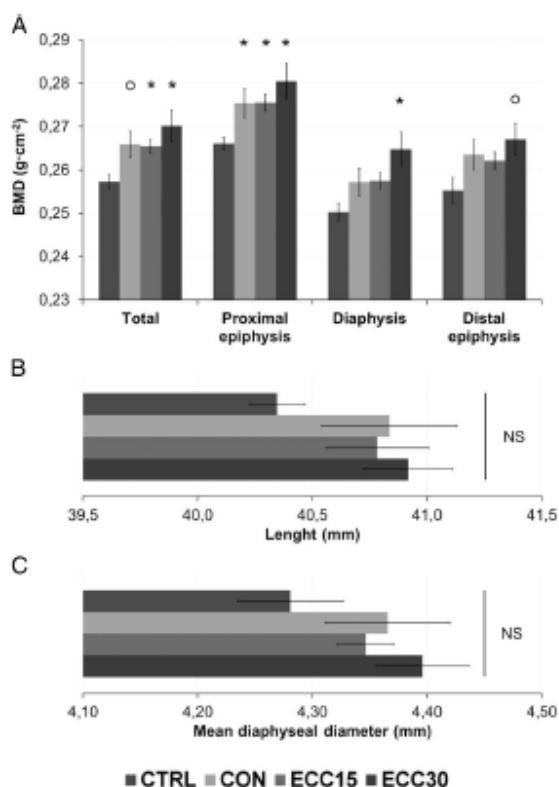 A
0,29
0,28
0,27
0,26
0,25
0,24
0,23
BMD (g·cm⁻²)
○ * * * * * * ○
Total Proximal epiphysis Diaphysis Distal epiphysis
B
NS
39,5 40,0 40,5 41,0 41,5
Lenght (mm)
C
NS
4,10 4,20 4,30 4,40 4,50
Mean diaphyseal diameter (mm)
■ CTRL ■ CON ■ ECC15 ■ ECC30